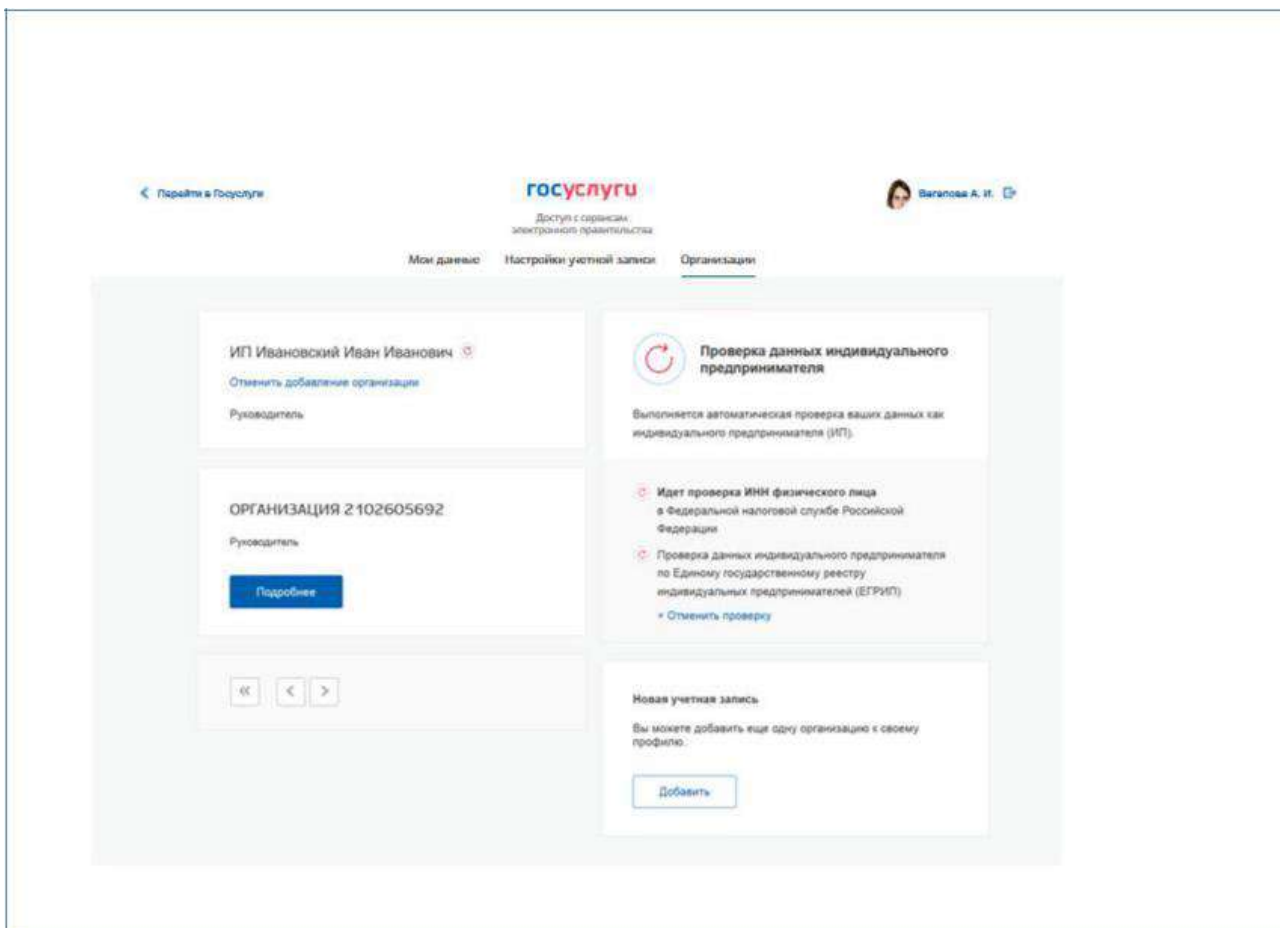 Перейти в Госуслуги
госуслуги
Вагапова А. И.
Доступ с сервисам
электронного правительства
Мои данные Настройки учетной записи Организации
ИП Ивановский Иван Иванович
Отменить добавление организации
Руководитель
ОРГАНИЗАЦИЯ 2102605692
Руководитель
Подробнее
Проверка данных индивидуального
предпринимателя
Выполняется автоматическая проверка ваших данных как
индивидуального предпринимателя (ИП).
Идет проверка ИНН физического лица
в Федеральной налоговой службе Российской
Федерации
Проверка данных индивидуального предпринимателя
по Единому государственному реестру
индивидуальных предпринимателей (ЕГРИП)
× Отменить проверку
Новая учетная запись
Вы можете добавить еще одну организацию к своему
профилю.
Добавить